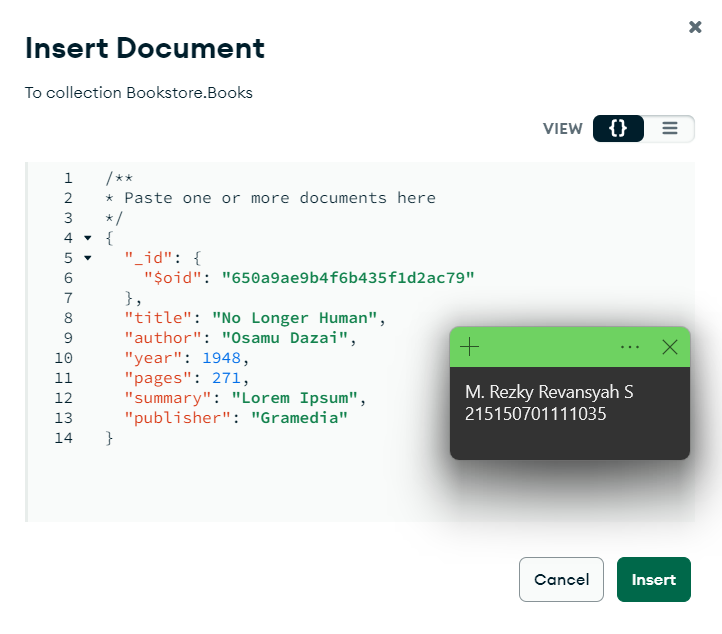 Insert Document
To collection Bookstore.Books
VIEW {}
1 /**
2 * Paste one or more documents here
3 */
4 {
5 "_id": {
6 "$oid": "650a9ae9b4f6b435f1d2ac79"
7 },
8 "title": "No Longer Human",
9 "author": "Osamu Dazai",
10 "year": 1948,
11 "pages": 271,
12 "summary": "Lorem Ipsum",
13 "publisher": "Gramedia"
14 }
M. Rezky Revansyah S
215150701111035
Cancel Insert